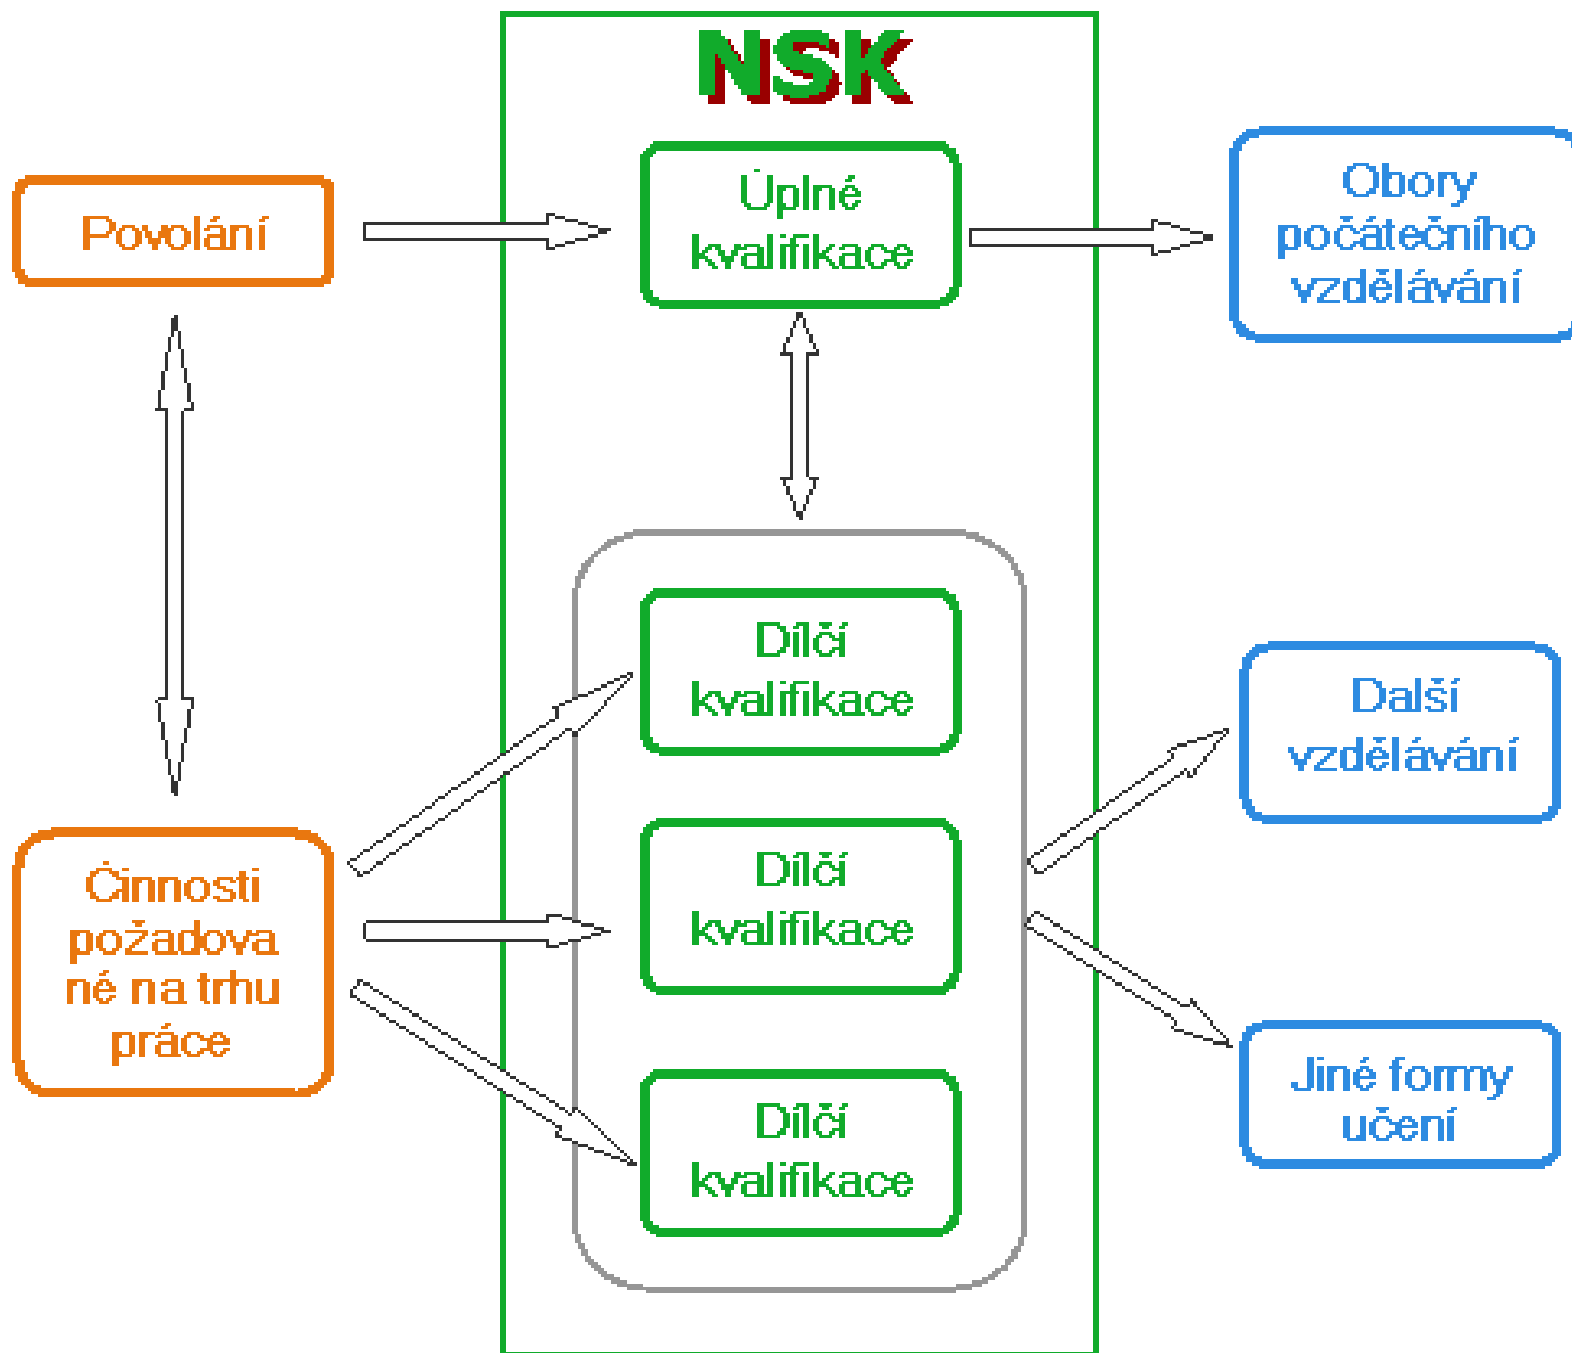 NSK
Povolání
Úplné
kvalifikace
Obory
počátečního
vzdělávání
Dílčí
kvalifikace
Další
vzdělávání
Činnosti
požadova
né na trhu
práce
Dílčí
kvalifikace
Jiné formy
učení
Dílčí
kvalifikace